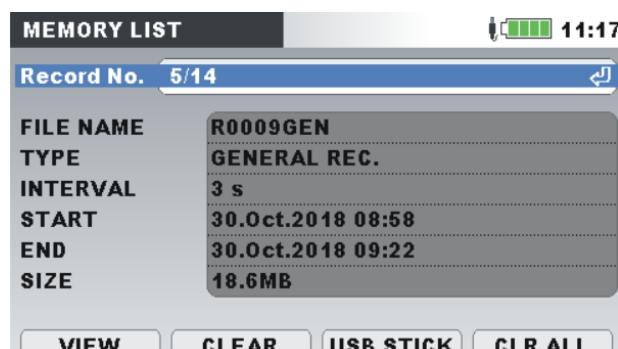 MEMORY LIST 11:17
Record No. 5/14
FILE NAME R0009GEN
TYPE GENERAL REC.
INTERVAL 3 s
START 30.Oct.2018 08:58
END 30.Oct.2018 09:22
SIZE 18.6MB
VIEW CLEAR USB STICK CLR ALL